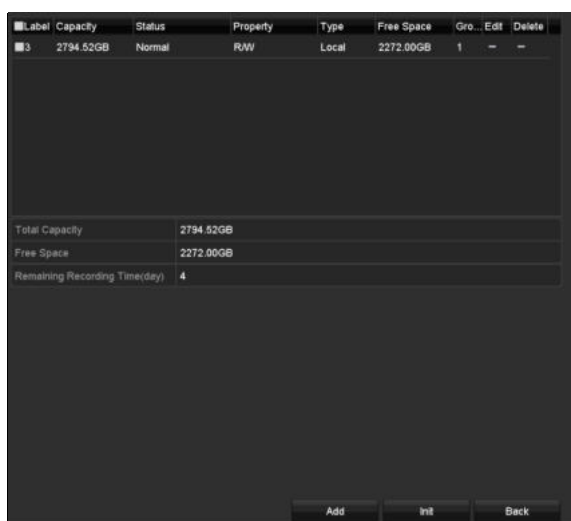 Label Capacity Status Property Type Free Space Gro... Edit Delete
3 2794.52GB Normal R/W Local 2272.00GB 1 — —
Total Capacity 2794.52GB
Free Space 2272.00GB
Remaining Recording Time(day) 4
Add Init Back